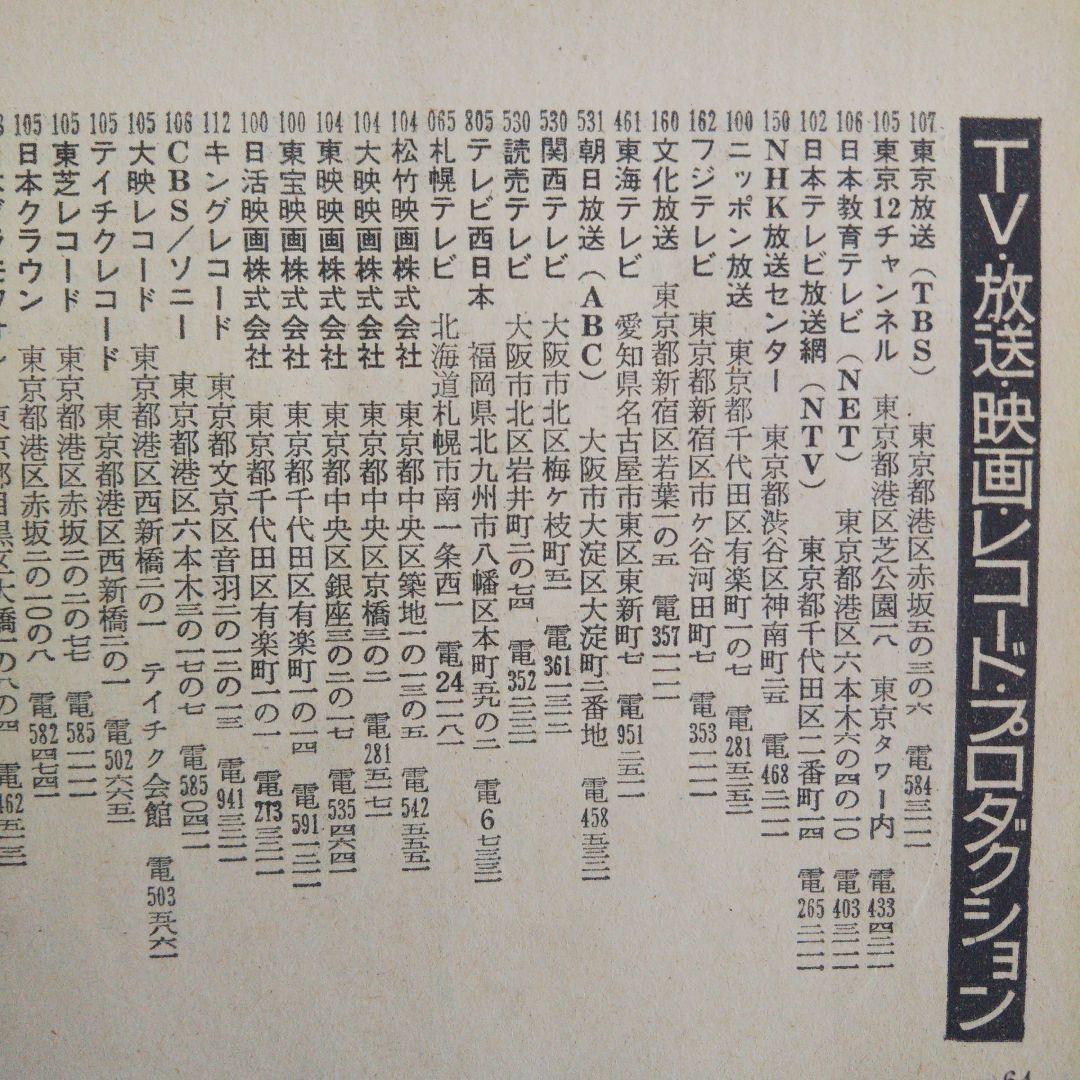 TV・放送・映画・レコード・プロダクション
107 東京放送(TBS) 東京都港区赤坂五の三の六 電584三一一一
105 東京12チャンネル 東京都港区芝公園一八 東京タワー内 電433四二一一
106 日本教育テレビ(NET) 東京都港区六本木六の四の一〇 電403三一一一
102 日本テレビ放送網(NTV) 東京都千代田区二番町一四 電265二一一一
150 NHK放送センター 東京都渋谷区神南町二五 電468三一一一
100 ニッポン放送 東京都千代田区有楽町一の七 電281五二五二
162 フジテレビ 東京都新宿区市ケ谷河田町七 電353一一一一
160 文化放送 東京都新宿区若葉一の五 電357一一一一
461 東海テレビ 愛知県名古屋市東区東新町七 電951二五一一
531 朝日放送(ABC) 大阪市大淀区大淀町二番地 電458五三二一
530 関西テレビ 大阪市北区梅ケ枝町五一 電361
530 読売テレビ 大阪市北区岩井町二の七四 電352
805 テレビ西日本 福岡県北九州市八幡区本町五九の二 電6七三三一
065 札幌テレビ 北海道札幌市南一条西一 電24一一八一
104 松竹映画株式会社 東京都中央区築地一の一三の五 電542五五五一
104 大映映画株式会社 東京都中央区京橋三の二 電281五一七一
104 東映映画株式会社 東京都中央区銀座三の二の一七 電535四六四一
100 東宝映画株式会社 東京都千代田区有楽町一の一四 電591一二一一
100 日活映画株式会社 東京都千代田区有楽町一の一 電213三三一一
112 キングレコード 東京都文京区音羽二の一二の一三 電941三二一一
106 CBS/ソニー 東京都港区六本木三の一七の七 電585〇四二一
105 大映レコード 東京都港区西新橋二の一 テイチク会館 電503五八六一
105 テイチクレコード 東京都港区西新橋二の一 電502六六五一
105 東芝レコード 東京都港区赤坂二の二の七 電585一一一一
105 日本クラウン 東京都港区赤坂二の一〇の八 電582四七四一